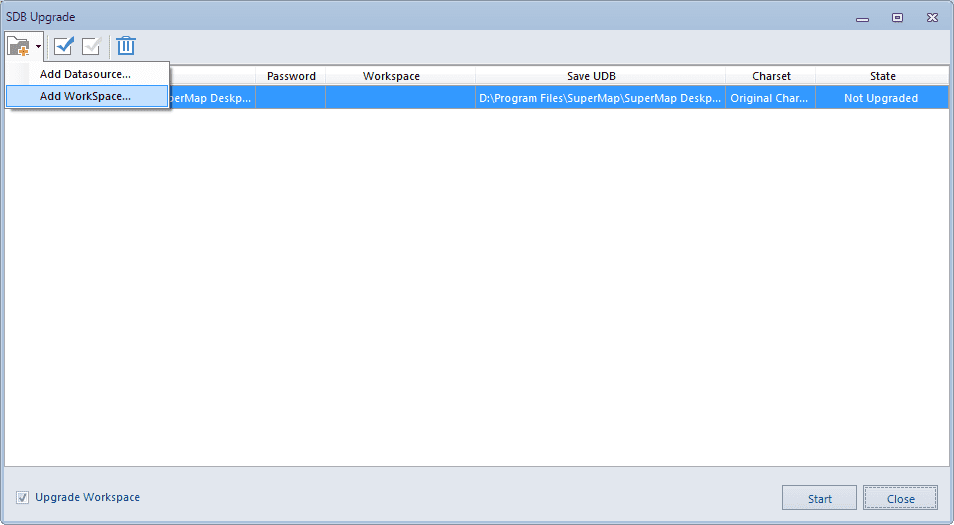 SDB Upgrade
Add Datasource...
Password Workspace Save UDB Charset State
Add WorkSpace...
perMap Deskp... D:\Program Files\SuperMap\SuperMap Deskp... Original Char... Not Upgraded
Upgrade Workspace
Start Close